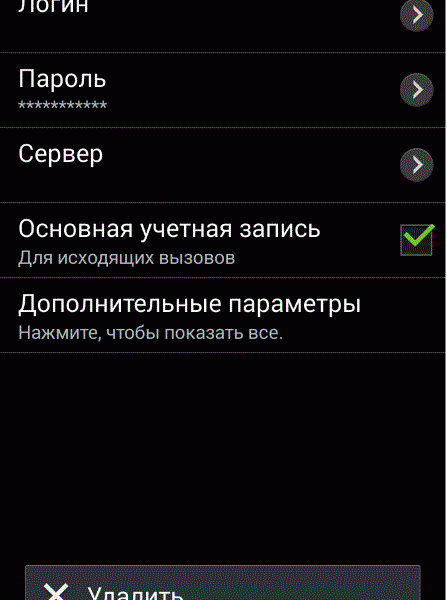 Логин
Пароль
***********
Сервер
Основная учетная запись
Для исходящих вызовов
Дополнительные параметры
Нажмите, чтобы показать все.
Удалить